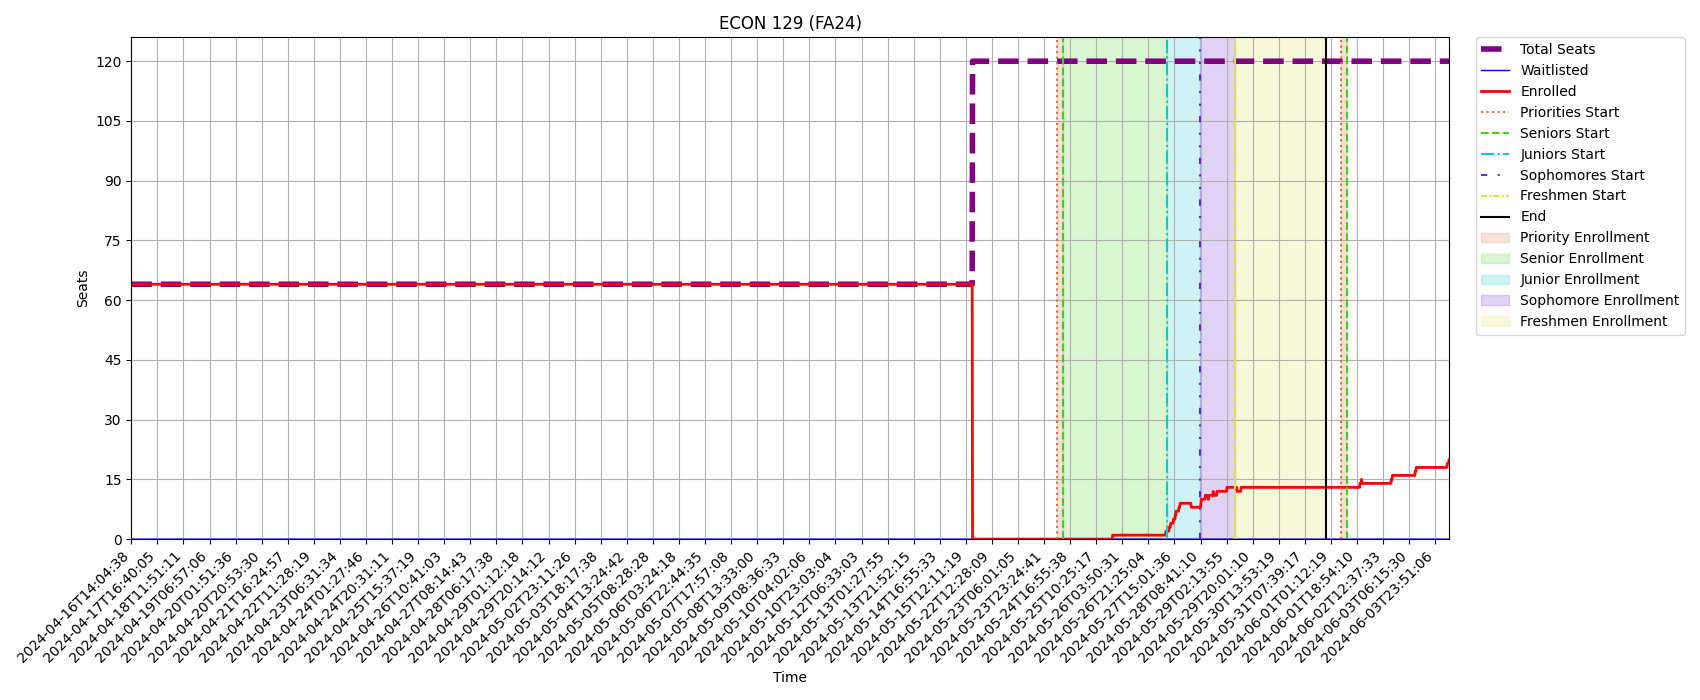 ECON 129 (FA24)
Seats
120
105
90
75
60
45
30
15
0
2024-04-16T14:04:38
2024-04-17T16:40:05
2024-04-18T11:51:11
2024-04-19T06:57:06
2024-04-20T01:51:36
2024-04-20T20:53:30
2024-04-21T16:24:57
2024-04-22T11:28:19
2024-04-23T06:31:34
2024-04-24T01:27:46
2024-04-24T20:31:11
2024-04-25T15:37:19
2024-04-26T10:41:03
2024-04-27T08:14:43
2024-04-28T06:17:38
2024-04-29T01:12:18
2024-04-29T20:14:12
2024-05-02T23:11:26
2024-05-03T18:17:38
2024-05-04T13:24:42
2024-05-05T08:28:28
2024-05-06T03:24:18
2024-05-06T22:44:35
2024-05-07T17:57:08
2024-05-08T13:33:00
2024-05-09T08:36:33
2024-05-10T04:02:06
2024-05-10T23:03:04
2024-05-12T06:33:03
2024-05-13T01:27:55
2024-05-13T21:52:15
2024-05-14T16:55:33
2024-05-15T12:11:19
2024-05-22T12:28:09
2024-05-23T06:01:05
2024-05-23T23:24:41
2024-05-24T16:55:38
2024-05-25T10:25:17
2024-05-26T03:50:31
2024-05-26T21:25:04
2024-05-27T15:01:36
2024-05-28T08:41:10
2024-05-29T02:13:55
2024-05-29T20:01:10
2024-05-30T13:53:19
2024-05-31T07:39:17
2024-06-01T01:12:19
2024-06-01T18:54:10
2024-06-02T12:37:33
2024-06-03T06:15:30
2024-06-03T23:51:06
Time
Total Seats
Waitlisted
Enrolled
Priorities Start
Seniors Start
Juniors Start
Sophomores Start
Freshmen Start
End
Priority Enrollment
Senior Enrollment
Junior Enrollment
Sophomore Enrollment
Freshmen Enrollment